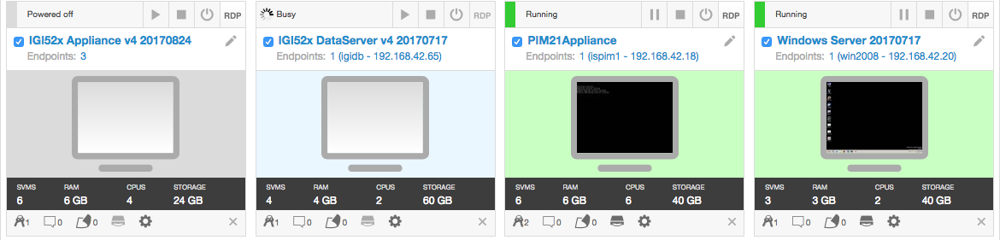 Powered off RDP
IGI52x Appliance v4 20170824
Endpoints: 3
SVMS RAM CPUS STORAGE
6 6 GB 4 24 GB
1 0 0
Busy RDP
IGI52x DataServer v4 20170717
Endpoints: 1 (igidb - 192.168.42.65)
SVMS RAM CPUS STORAGE
4 4 GB 2 60 GB
1 0 0
Running RDP
PIM21Appliance
Endpoints: 1 (ispim1 - 192.168.42.18)
SVMS RAM CPUS STORAGE
6 6 GB 6 40 GB
2 0 0
Running RDP
Windows Server 20170717
Endpoints: 1 (win2008 - 192.168.42.20)
SVMS RAM CPUS STORAGE
3 3 GB 2 40 GB
1 0 0